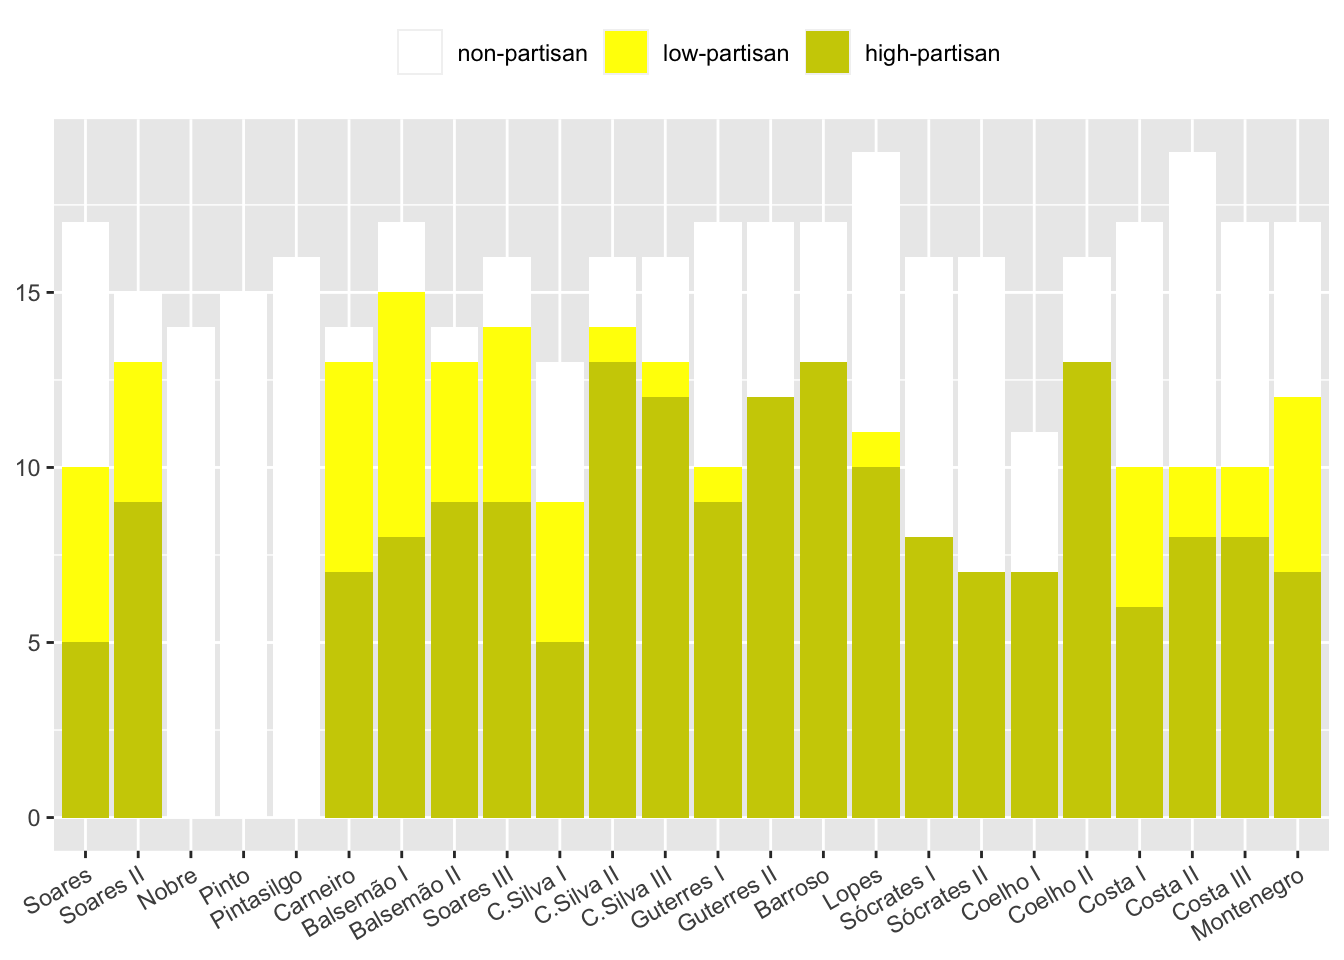 non-partisan low-partisan high-partisan
15
10
5
0
Soares Soares II Nobre Pinto Pintasilgo Carneiro Balsemão I Balsemão II Soares III C.Silva I C.Silva II C.Silva III Guterres I Guterres II Barroso Lopes Sócrates I Sócrates II Coelho I Coelho II Costa I Costa II Costa III Montenegro